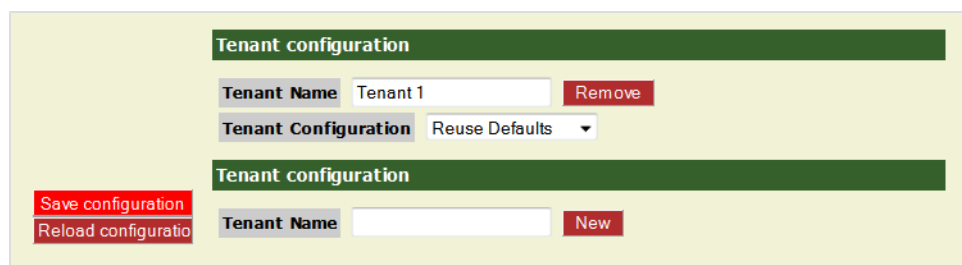 Tenant configuration
Tenant Name Tenant 1 Remove
Tenant Configuration Reuse Defaults
Tenant configuration
Save configuration
Tenant Name New
Reload configuratio